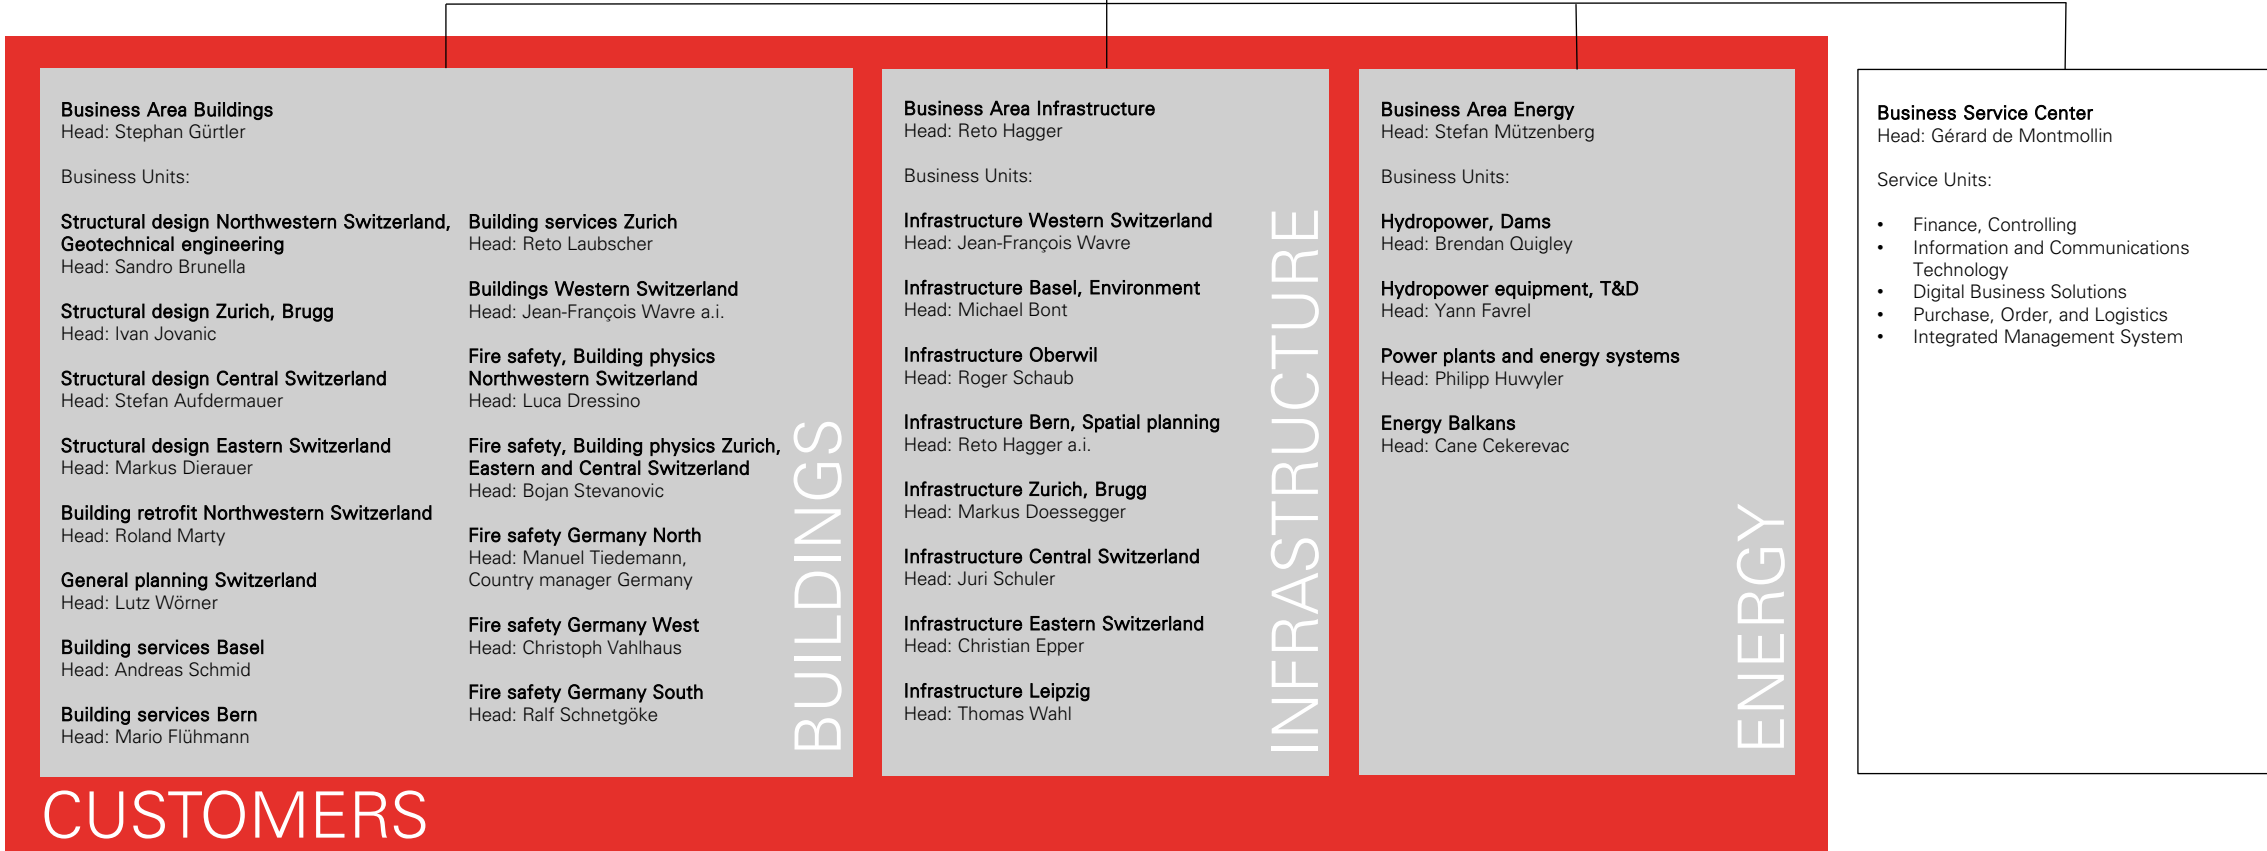 Business Area Buildings
Head: Stephan Gürtler
Business Units:
Structural design Northwestern Switzerland,
Geotechnical engineering
Head: Sandro Brunella
Structural design Zurich, Brugg
Head: Ivan Jovanic
Structural design Central Switzerland
Head: Stefan Aufdermauer
Structural design Eastern Switzerland
Head: Markus Dierauer
Building retrofit Northwestern Switzerland
Head: Roland Marty
General planning Switzerland
Head: Lutz Wörner
Building services Basel
Head: Andreas Schmid
Building services Bern
Head: Mario Flühmann
Building services Zurich
Head: Reto Laubscher
Buildings Western Switzerland
Head: Jean-François Wavre a.i.
Fire safety, Building physics
Northwestern Switzerland
Head: Luca Dressino
Fire safety, Building physics Zurich,
Eastern and Central Switzerland
Head: Bojan Stevanovic
Fire safety Germany North
Head: Manuel Tiedemann,
Country manager Germany
Fire safety Germany West
Head: Christoph Vahlhaus
Fire safety Germany South
Head: Ralf Schnetgöke
BUILDINGS
Business Area Infrastructure
Head: Reto Hagger
Business Units:
Infrastructure Western Switzerland
Head: Jean-François Wavre
Infrastructure Basel, Environment
Head: Michael Bont
Infrastructure Oberwil
Head: Roger Schaub
Infrastructure Bern, Spatial planning
Head: Reto Hagger a.i.
Infrastructure Zurich, Brugg
Head: Markus Doessegger
Infrastructure Central Switzerland
Head: Juri Schuler
Infrastructure Eastern Switzerland
Head: Christian Epper
Infrastructure Leipzig
Head: Thomas Wahl
INFRASTRUCTURE
Business Area Energy
Head: Stefan Mützenberg
Business Units:
Hydropower, Dams
Head: Brendan Quigley
Hydropower equipment, T&D
Head: Yann Favrel
Power plants and energy systems
Head: Philipp Huwyler
Energy Balkans
Head: Cane Cekerevac
ENERGY
Business Service Center
Head: Gérard de Montmollin
Service Units:
• Finance, Controlling
• Information and Communications
Technology
• Digital Business Solutions
• Purchase, Order, and Logistics
• Integrated Management System
CUSTOMERS